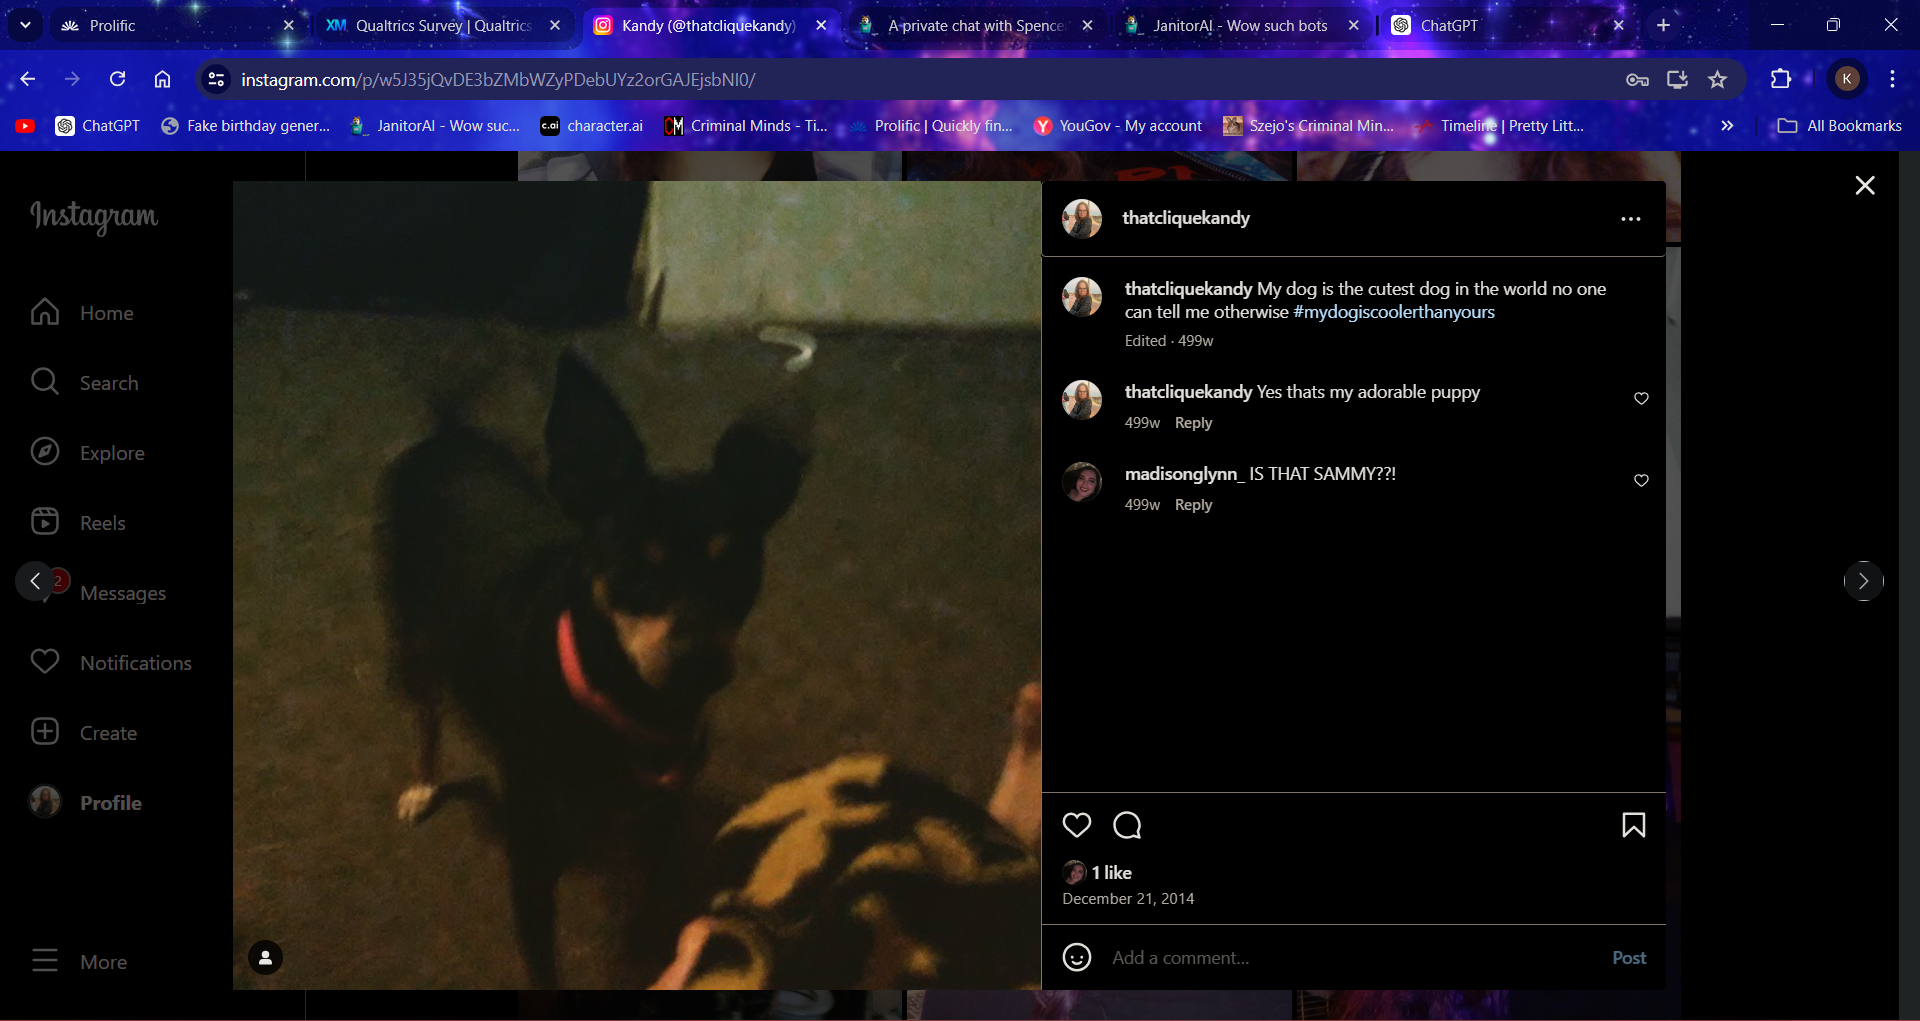 Prolific
Qualtrics Survey | Qualtrics
Kandy (@thatcliquekandy)
A private chat with Spencer
JanitorAI - Wow such bots
ChatGPT
instagram.com/p/w5J35jQvDE3bZMbWZyPDebUYz2orGAJEjsbNI0/
K
ChatGPT
Fake birthday gener...
JanitorAI - Wow suc...
c.ai character.ai
CM Criminal Minds - Ti...
Prolific | Quickly fin...
Y YouGov - My account
Szejo's Criminal Min...
Timeline | Pretty Litt...
All Bookmarks
Instagram
Home
Search
Explore
Reels
2
Messages
Notifications
Create
Profile
More
thatcliquekandy
thatcliquekandy My dog is the cutest dog in the world no one
can tell me otherwise #mydogiscoolerthanyours
Edited · 499w
thatcliquekandy Yes thats my adorable puppy
499w Reply
madisonglynn_ IS THAT SAMMY??!
499w Reply
1 like
December 21, 2014
Add a comment...
Post